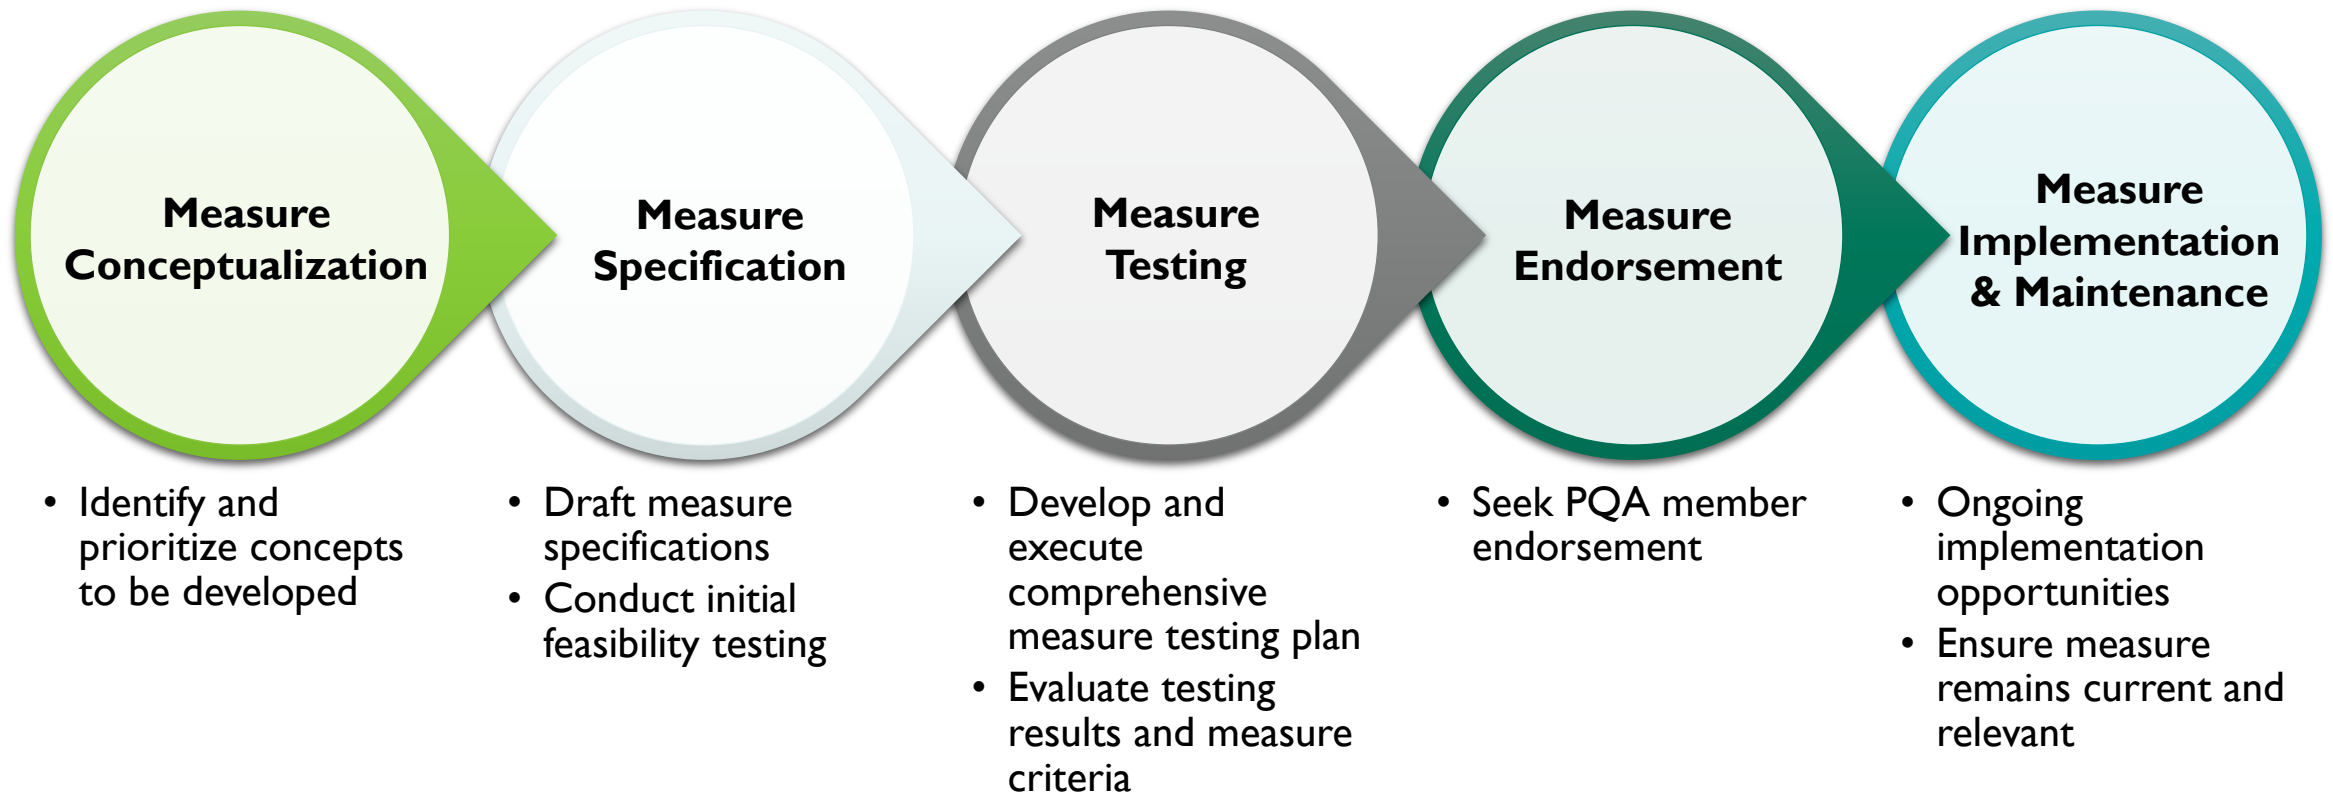 Measure
Conceptualization
Measure
Specification
Measure
Testing
Measure
Endorsement
Measure
Implementation
& Maintenance
• Identify and
prioritize concepts
to be developed
• Draft measure
specifications
• Conduct initial
feasibility testing
• Develop and
execute
comprehensive
measure testing plan
• Evaluate testing
results and measure
criteria
• Seek PQA member
endorsement
• Ongoing
implementation
opportunities
• Ensure measure
remains current and
relevant